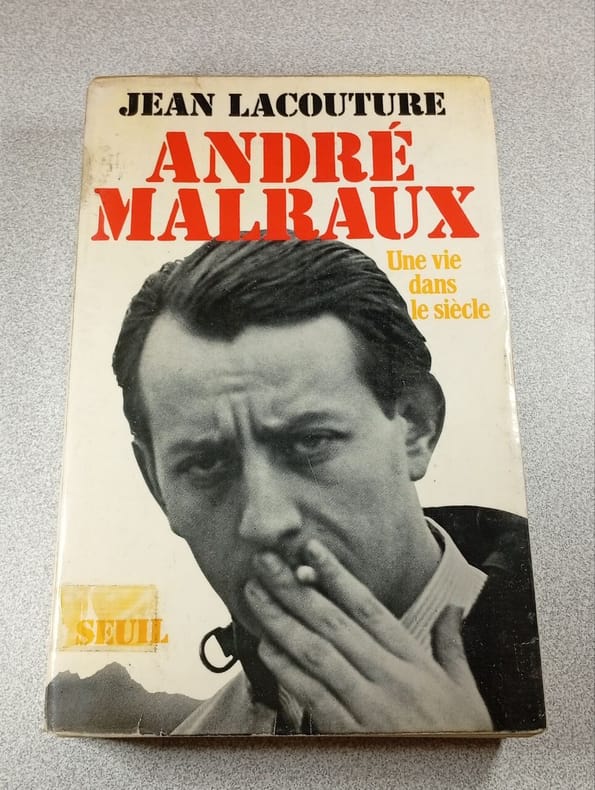 JEAN LACOUTURE
ANDRÉ
MALRAUX
Une vie
dans
le siècle
SEUIL